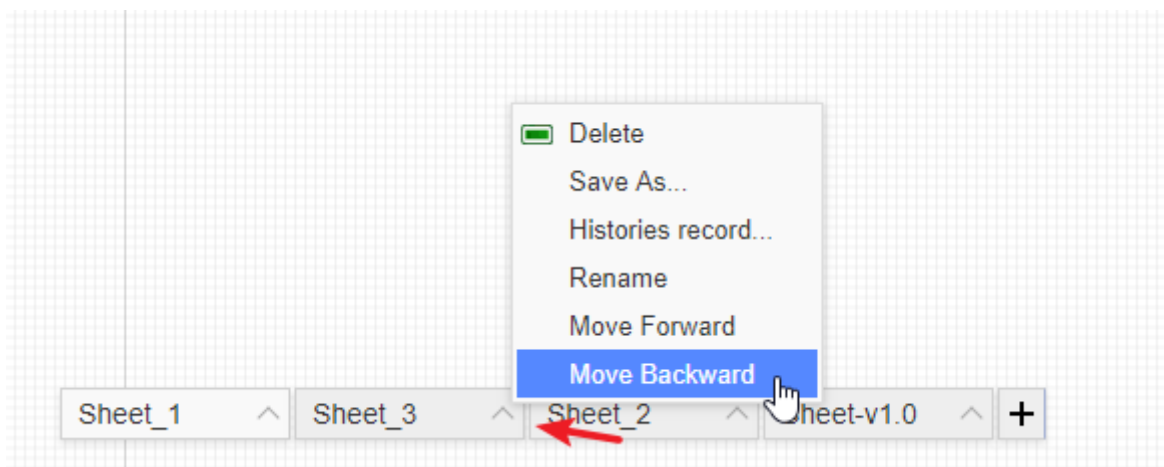 Delete
Save As...
Histories record...
Rename
Move Forward
Move Backward
Sheet_1 Sheet_3 Sheet_2 Sheet-v1.0 +